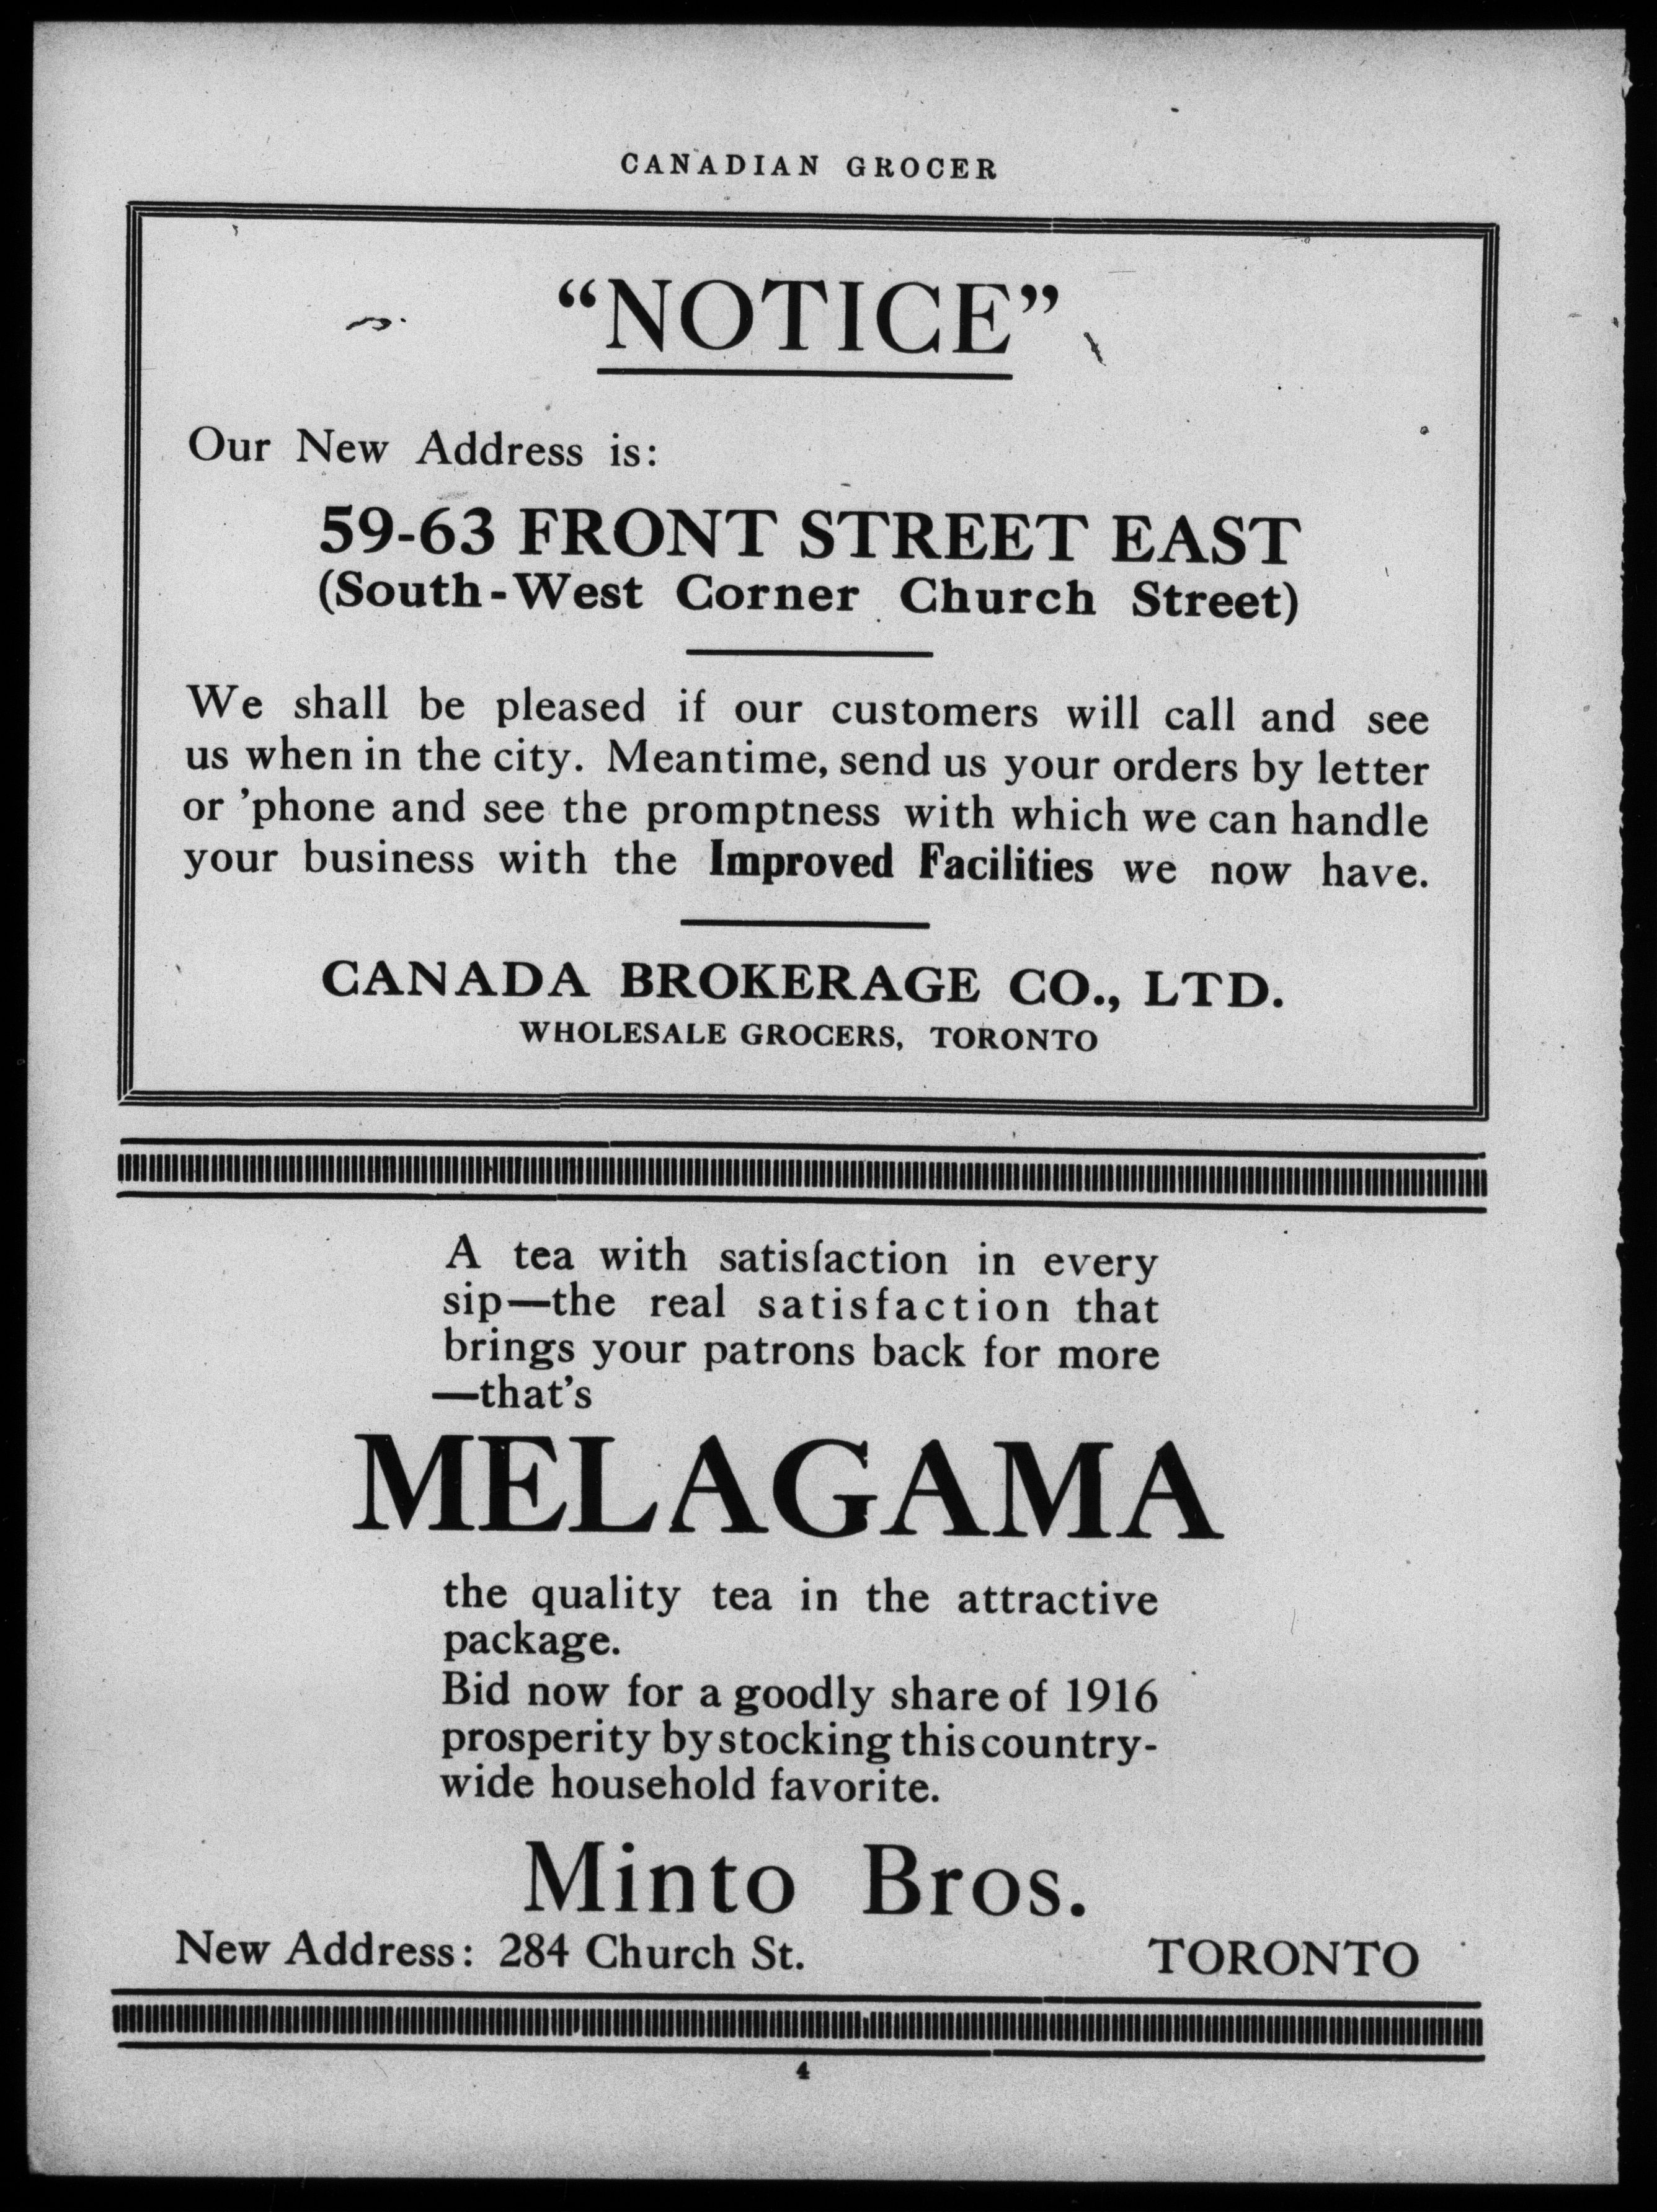 CANADIAN GROCER
“NOTICE”
Our New Address is:
59-63 FRONT STREET EAST
(South-West Corner Church Street)
We shall be pleased if our customers will call and see
us when in the city. Meantime, send us your orders by letter
or ’phone and see the promptness with which we can handle
your business with the Improved Facilities we now have.
CANADA BROKERAGE CO., LTD.
WHOLESALE GROCERS, TORONTO
A tea with satisfaction in every
sip—the real satisfaction that
brings your patrons back for more
—that’s
MELAGAMA
the quality tea in the attractive
package.
Bid now for a goodly share of 1916
prosperity by stocking this country-
wide household favorite.
Minto Bros.
New Address: 284 Church St. TORONTO
4